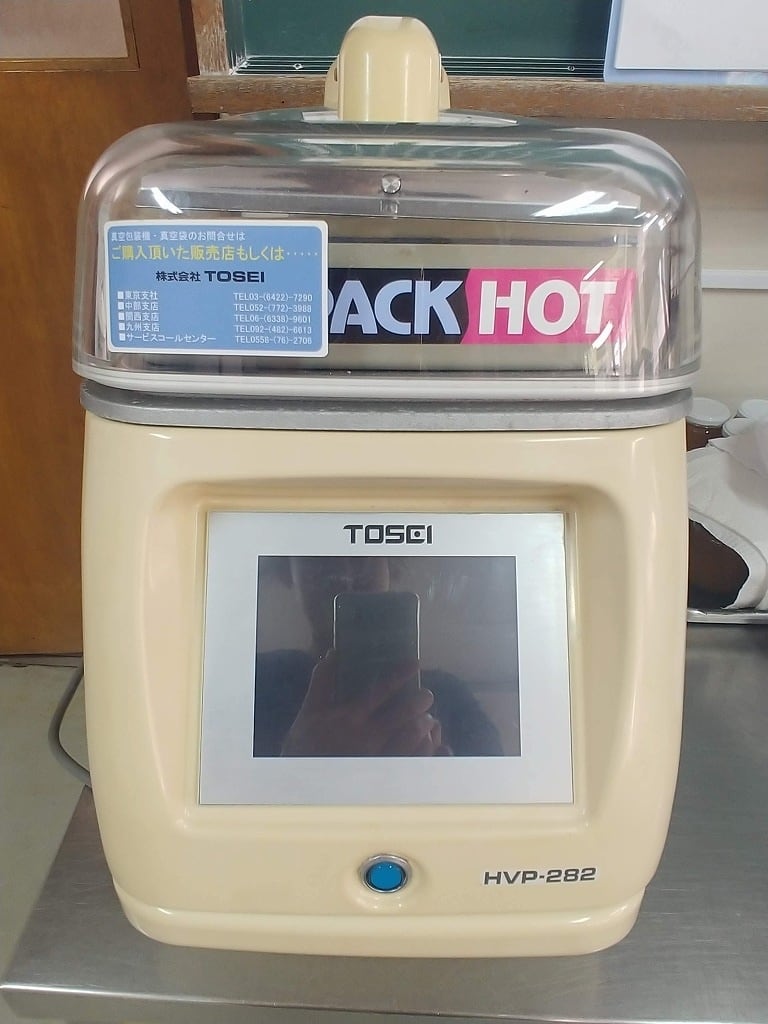 真空包装機・真空袋のお問合せは
ご購入頂いた販売店もしくは・・・・・
株式会社 TOSEI
■東京支社 TEL03-(6422)-7290
■中部支店 TEL052-(772)-3988
■関西支店 TEL06-(6338)-9601
■九州支店 TEL092-(482)-6613
■サービスコールセンター TEL0558-(76)-2706
PACK HOT
TOSEI
HVP-282